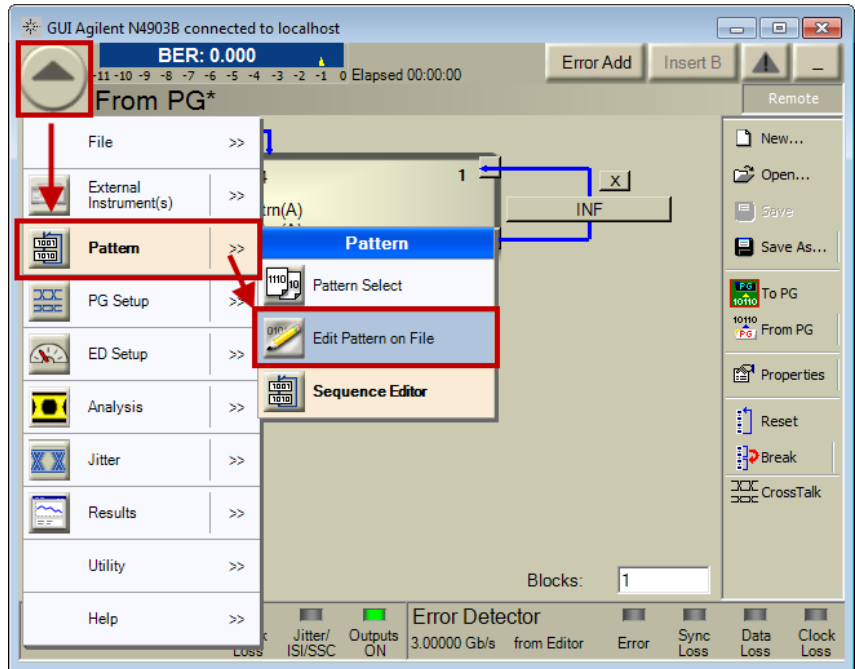 GUI Agilent N4903B connected to localhost
BER: 0.000
-11 -10 -9 -8 -7 -6 -5 -4 -3 -2 -1 0 Elapsed 00:00:00
Error Add
Insert B
From PG*
Remote
File >>
External
Instrument(s) >>
Pattern >>
PG Setup >>
ED Setup >>
Analysis >>
Jitter >>
Results >>
Utility >>
Help >>
1
trn(A)
X
INF
Pattern
Pattern Select
Edit Pattern on File
Sequence Editor
New...
Open...
Save
Save As...
To PG
From PG
Properties
Reset
Break
CrossTalk
Blocks: 1
Loss
Jitter/
ISI/SSC
Outputs
ON
Error Detector
3.00000 Gb/s from Editor
Error
Sync
Loss
Data
Loss
Clock
Loss